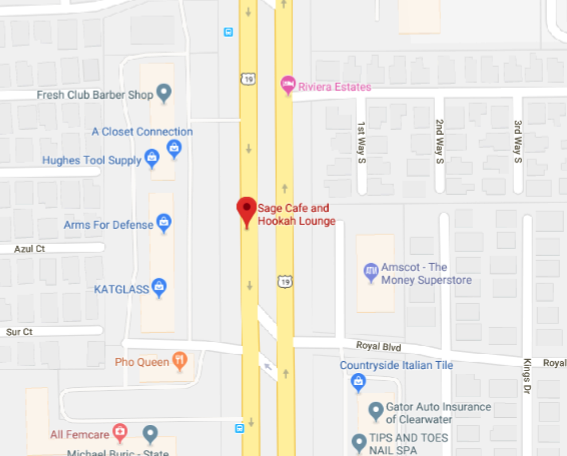 19
Fresh Club Barber Shop
Riviera Estates
A Closet Connection
Hughes Tool Supply
1st Way S
2nd Way S
3rd Way S
Sage Cafe and
Hookah Lounge
Arms For Defense
Azul Ct
Amscot - The
Money Superstore
ATM
KATGLASS
19
Sur Ct
Royal Blvd
Pho Queen
Countryside Italian Tile
Royal
Kings Dr
Gator Auto Insurance
of Clearwater
All Femcare
TIPS AND TOES
NAIL SPA
Michael Buric - State